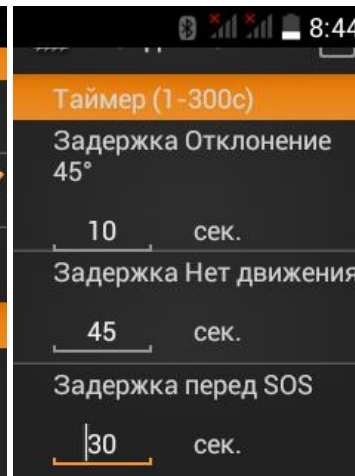 8:44
Таймер (1-300с)
Задержка Отклонение
45°
10 сек.
Задержка Нет движения
45 сек.
Задержка перед SOS
30 сек.